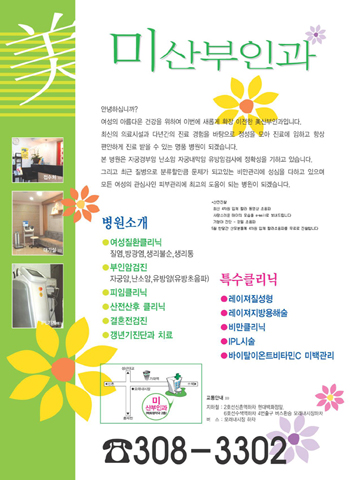 美
미산부인과
안녕하십니까?
여성의 아름다운 건강을 위하여 이번에 새롭게 확장 이전한 美산부인과입니다.
최신의 의료시설과 다년간의 진료 경험을 바탕으로 정성을 모아 진료에 임하고 항상
편안하게 진료 받을 수 있는 명품 병원이 되겠습니다.
본 병원은 자궁경부암 난소암 자궁내막암 유방암검사에 정확성을 기하고 있습니다.
그리고 최근 질병으로 분류될만큼 문제가 되고있는 비만관리에 성심을 다하고 있으며
모든 여성의 관심사인 피부관리에 최고의 도움이 되는 병원이 되겠습니다.
병원소개
여성질환클리닉
질염,방광염,생리불순,생리통
부인암검진
자궁암,난소암,유방암(유방초음파)
피임클리닉
산전산후 클리닉
결혼전검진
갱년기진단과 치료
특수클리닉
레이저질성형
레이저지방용해술
비만클리닉
IPL시술
바이탈이온트비타민C 미백관리
미
산부인과
교통안내
☎308-3302